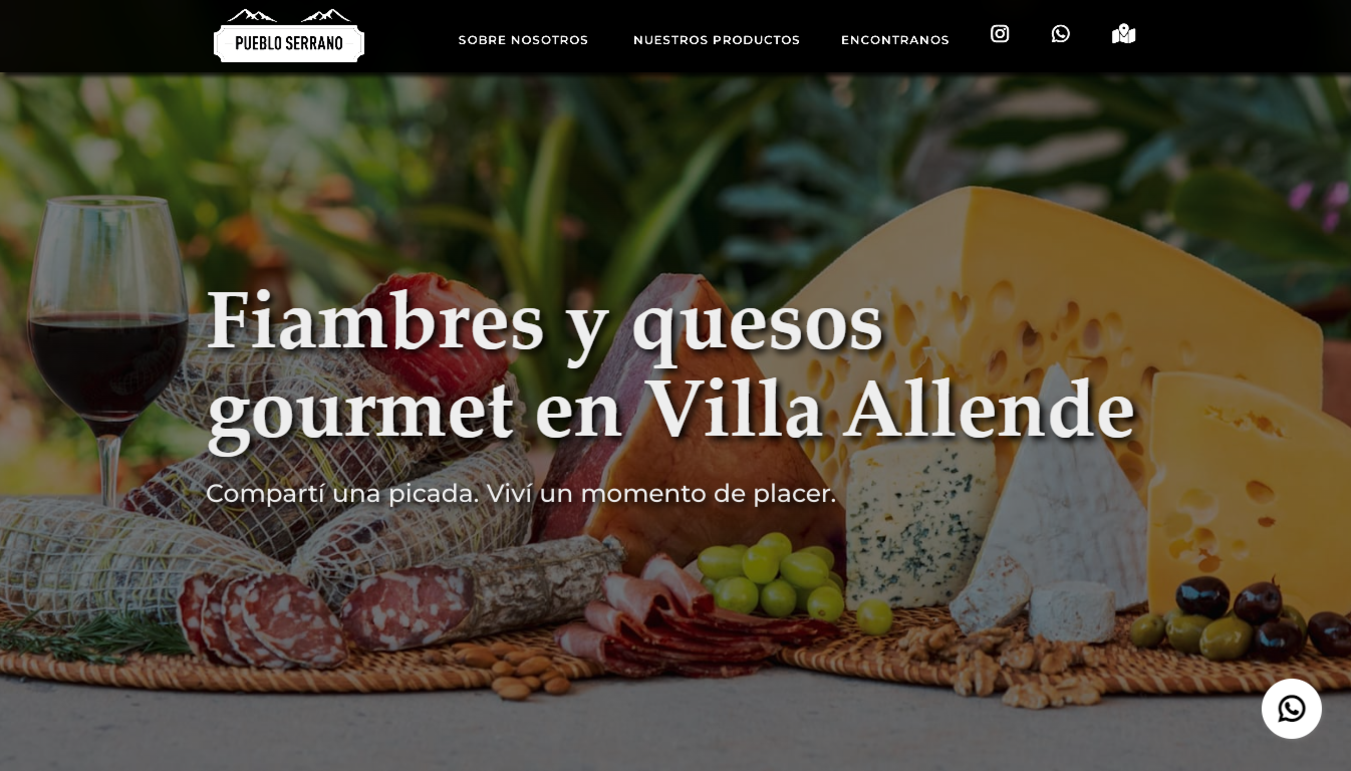 PUEBLO SERRANO
SOBRE NOSOTROS
NUESTROS PRODUCTOS
ENCONTRANOS
Fiambres y quesos
gourmet en Villa Allende
Compartí una picada. Viví un momento de placer.